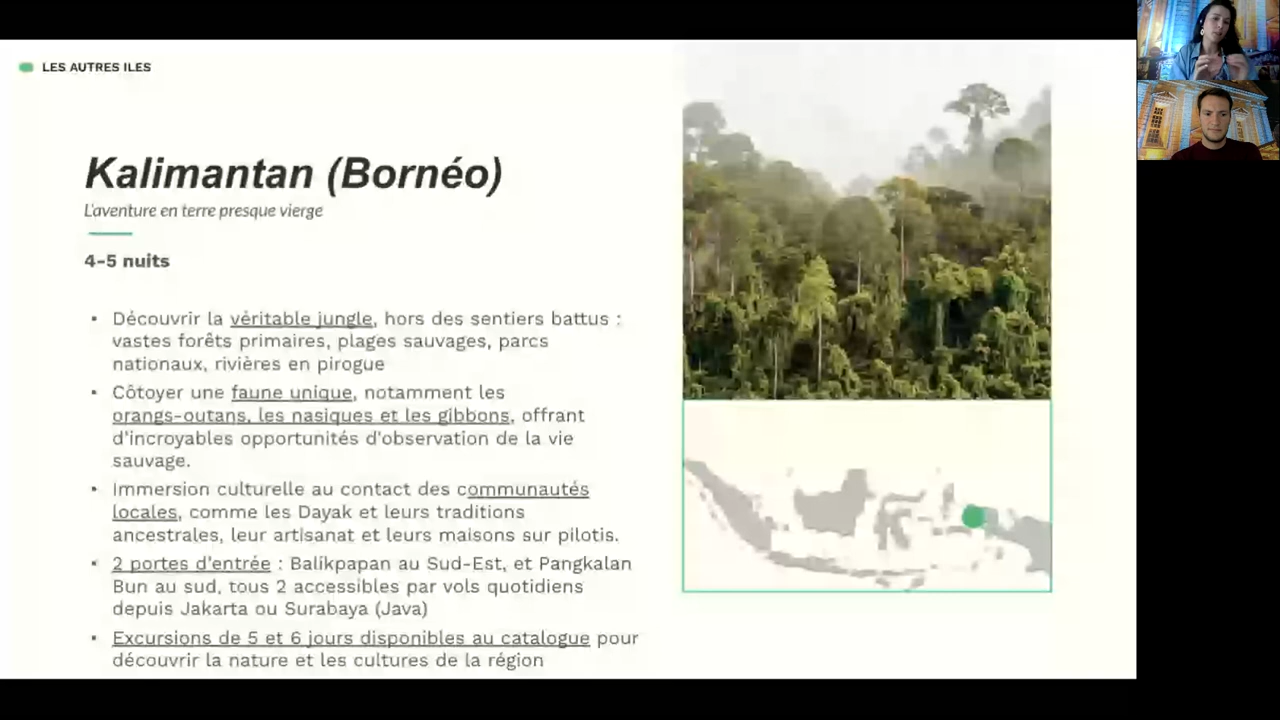 LES AUTRES ILES
Kalimantan (Bornéo)
L'aventure en terre presque vierge
4-5 nuits
• Découvrir la véritable jungle, hors des sentiers battus :
vastes forêts primaires, plages sauvages, parcs
nationaux, rivières en pirogue
• Côtoyer une faune unique, notamment les
orangs-outans, les nasiques et les gibbons, offrant
d'incroyables opportunités d'observation de la vie
sauvage.
• Immersion culturelle au contact des communautés
locales, comme les Dayak et leurs traditions
ancestrales, leur artisanat et leurs maisons sur pilotis.
• 2 portes d'entrée : Balikpapan au Sud-Est, et Pangkalan
Bun au sud, tous 2 accessibles par vols quotidiens
depuis Jakarta ou Surabaya (Java)
• Excursions de 5 et 6 jours disponibles au catalogue pour
découvrir la nature et les cultures de la région